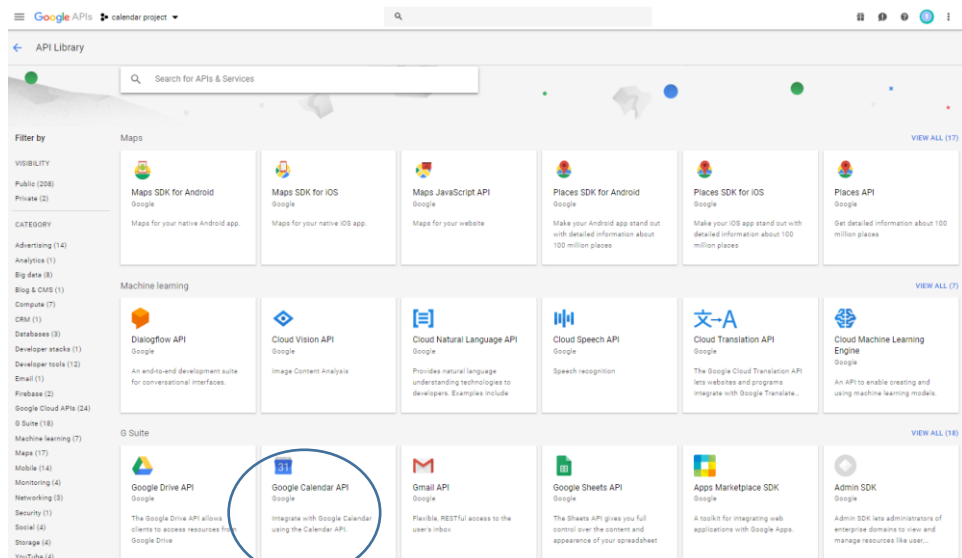 Google APIs calendar project
API Library
Search for APIs & Services
Filter by
VISIBILITY
Public (208)
Private (2)
CATEGORY
Advertising (14)
Analytics (1)
Big data (8)
Blog & CMS (1)
Compute (7)
CRM (1)
Databases (3)
Developer stacks (1)
Developer tools (12)
Email (1)
Firebase (2)
Google Cloud APIs (24)
G Suite (18)
Machine learning (7)
Maps (17)
Mobile (14)
Monitoring (4)
Networking (3)
Security (1)
Social (4)
Storage (4)
YouTube (4)
Maps
VIEW ALL (17)
Maps SDK for Android
Google
Maps for your native Android app.
Maps SDK for iOS
Google
Maps for your native iOS app.
Maps JavaScript API
Google
Maps for your website
Places SDK for Android
Google
Make your Android app stand out
with detailed information about
100 million places
Places SDK for iOS
Google
Make your iOS app stand out with
detailed information about 100
million places
Places API
Google
Get detailed information about 100
million places
Machine learning
VIEW ALL (7)
Dialogflow API
Google
An end-to-end development suite
for conversational interfaces.
Cloud Vision API
Google
Image Content Analysis
Cloud Natural Language API
Google
Provides natural language
understanding technologies to
developers. Examples include
Cloud Speech API
Google
Speech recognition
文→A
Cloud Translation API
Google
The Google Cloud Translation API
lets websites and programs
integrate with Google Translate...
Cloud Machine Learning
Engine
Google
An API to enable creating and
using machine learning models.
G Suite
VIEW ALL (18)
Google Drive API
Google
The Google Drive API allows
clients to access resources from
Google Drive
31
Google Calendar API
Google
Integrate with Google Calendar
using the Calendar API.
Gmail API
Google
Flexible, RESTful access to the
user's inbox
Google Sheets API
Google
The Sheets API gives you full
control over the content and
appearance of your spreadsheet
Apps Marketplace SDK
Google
A toolkit for integrating web
applications with Google Apps.
Admin SDK
Google
Admin SDK lets administrators of
enterprise domains to view and
manage resources like user,...